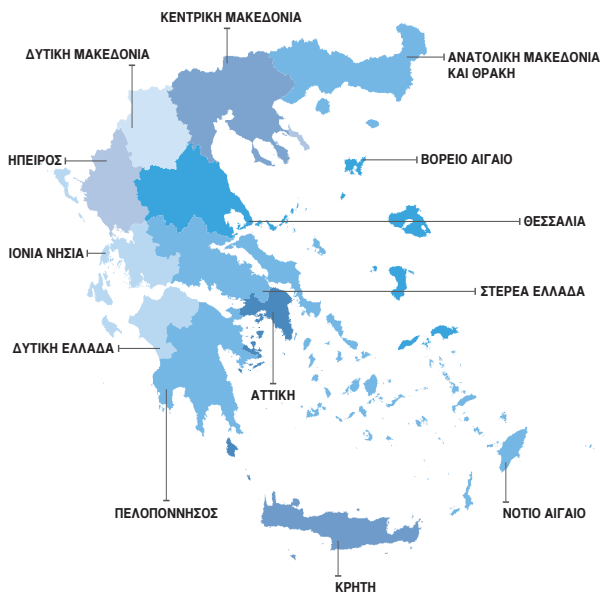 ΚΕΝΤΡΙΚΗ ΜΑΚΕΔΟΝΙΑ
ΔΥΤΙΚΗ ΜΑΚΕΔΟΝΙΑ
ΑΝΑΤΟΛΙΚΗ ΜΑΚΕΔΟΝΙΑ
ΚΑΙ ΘΡΑΚΗ
ΗΠΕΙΡΟΣ
ΒΟΡΕΙΟ ΑΙΓΑΙΟ
ΘΕΣΣΑΛΙΑ
ΙΟΝΙΑ ΝΗΣΙΑ
ΣΤΕΡΕΑ ΕΛΛΑΔΑ
ΔΥΤΙΚΗ ΕΛΛΑΔΑ
ΑΤΤΙΚΗ
ΠΕΛΟΠΟΝΝΗΣΟΣ
ΝΟΤΙΟ ΑΙΓΑΙΟ
ΚΡΗΤΗ